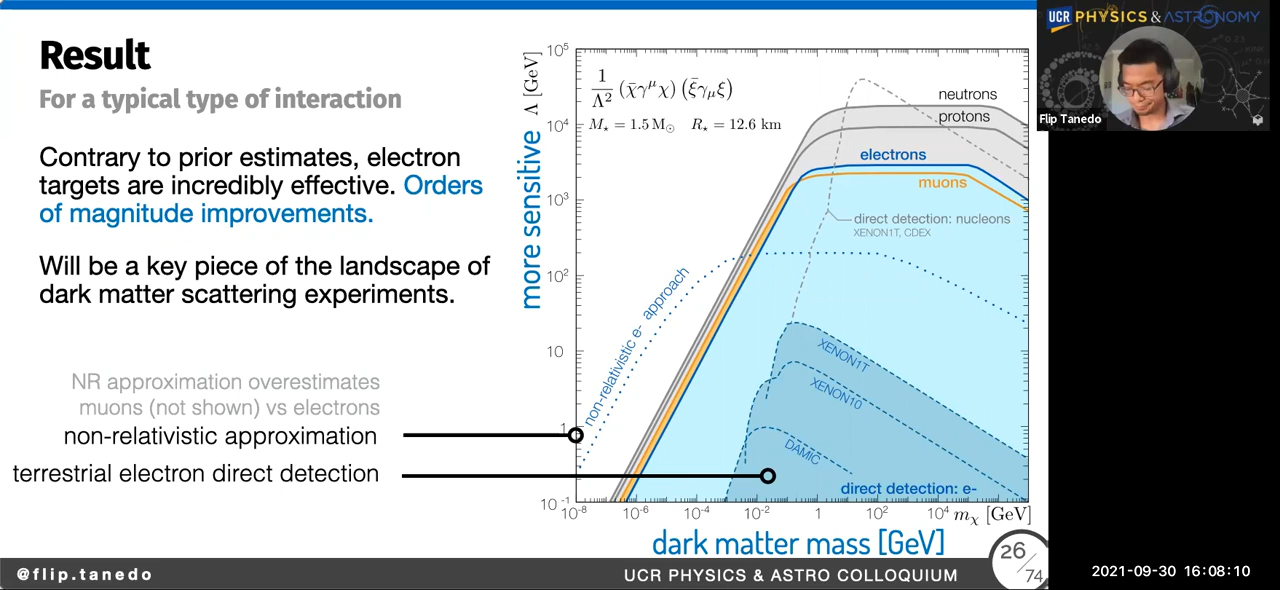 Result
For a typical type of interaction
Contrary to prior estimates, electron
targets are incredibly effective. Orders
of magnitude improvements.
Will be a key piece of the landscape of
dark matter scattering experiments.
NR approximation overestimates
muons (not shown) vs electrons
non-relativistic approximation
terrestrial electron direct detection
more sensitive
Λ [GeV]
10⁵
10⁴
10³
10²
10
1
10⁻¹
1/Λ² (χ̄γ^μχ) (ξ̄γ_μξ)
M⋆ = 1.5 M⊙ R⋆ = 12.6 km
neutrons
protons
electrons
muons
direct detection: nucleons
XENON1T, CDEX
non-relativistic e- approach
XENON1T
XENON10
DAMIC
direct detection: e-
10⁻⁸ 10⁻⁶ 10⁻⁴ 10⁻² 1 10² 10⁴ m_χ [GeV]
dark matter mass [GeV]
@flip.tanedo
UCR PHYSICS & ASTRO COLLOQUIUM
26/74
UCR PHYSICS & ASTRONOMY
Flip Tanedo
2021-09-30 16:08:10